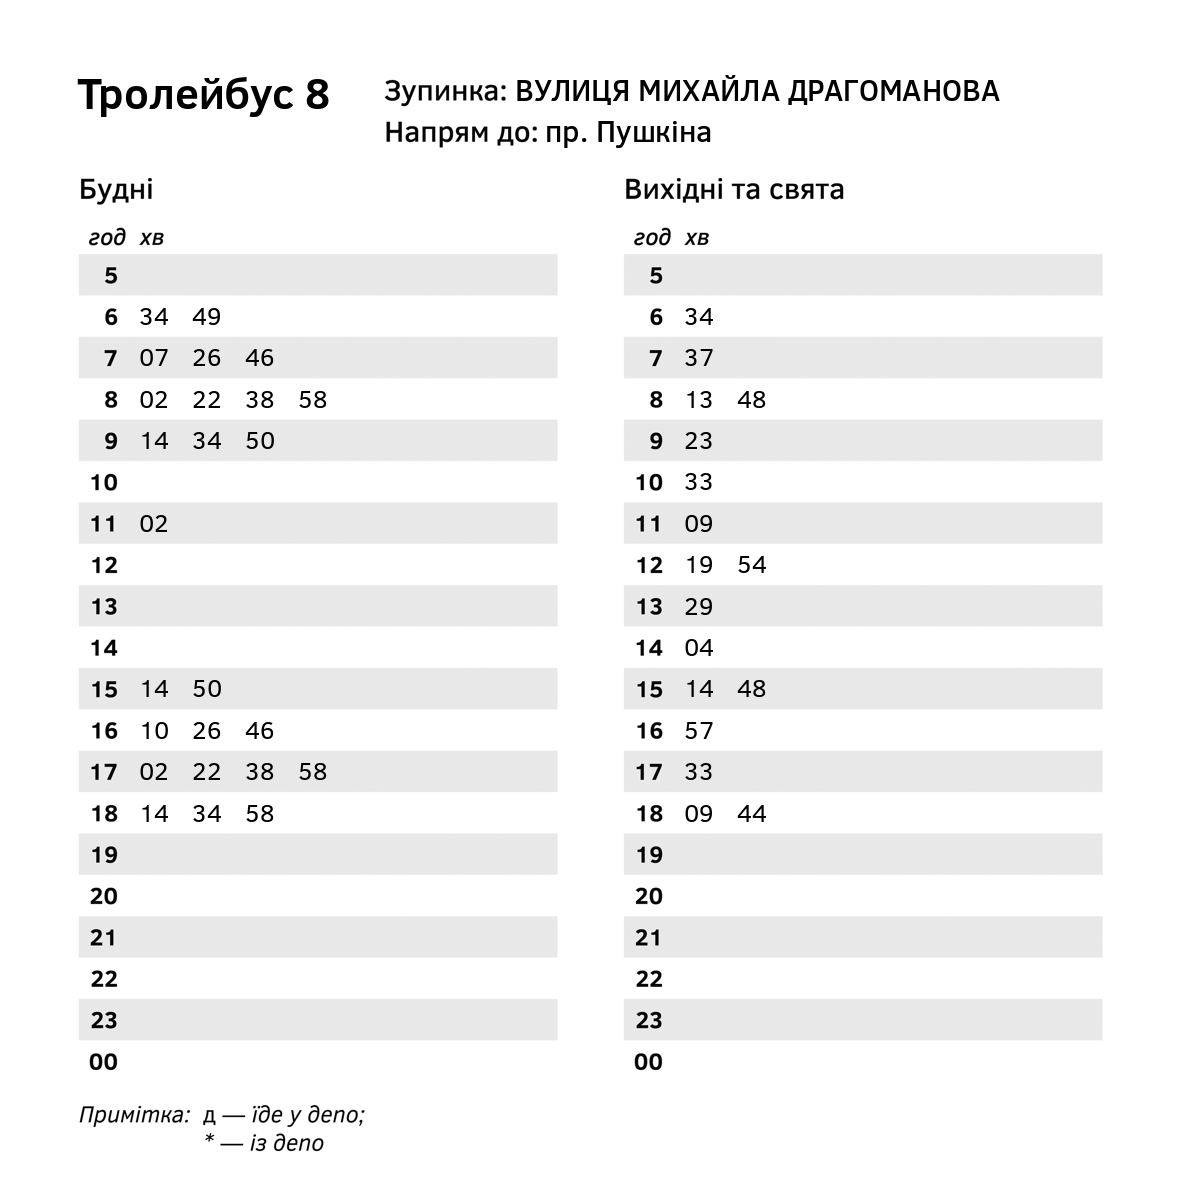 Тролейбус 8
Зупинка: ВУЛИЦЯ МИХАЙЛА ДРАГОМАНОВА
Напрям до: пр. Пушкіна
Будні
год хв
5
6 34 49
7 07 26 46
8 02 22 38 58
9 14 34 50
10
11 02
12
13
14
15 14 50
16 10 26 46
17 02 22 38 58
18 14 34 58
19
20
21
22
23
00
Вихідні та свята
год хв
5
6 34
7 37
8 13 48
9 23
10 33
11 09
12 19 54
13 29
14 04
15 14 48
16 57
17 33
18 09 44
19
20
21
22
23
00
Примітка: д — їде у депо;
* — із депо